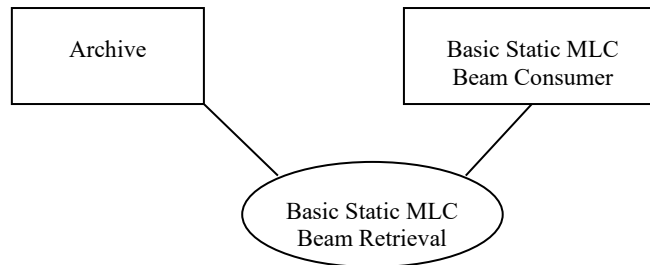 Archive
Basic Static MLC
Beam Consumer
Basic Static MLC
Beam Retrieval